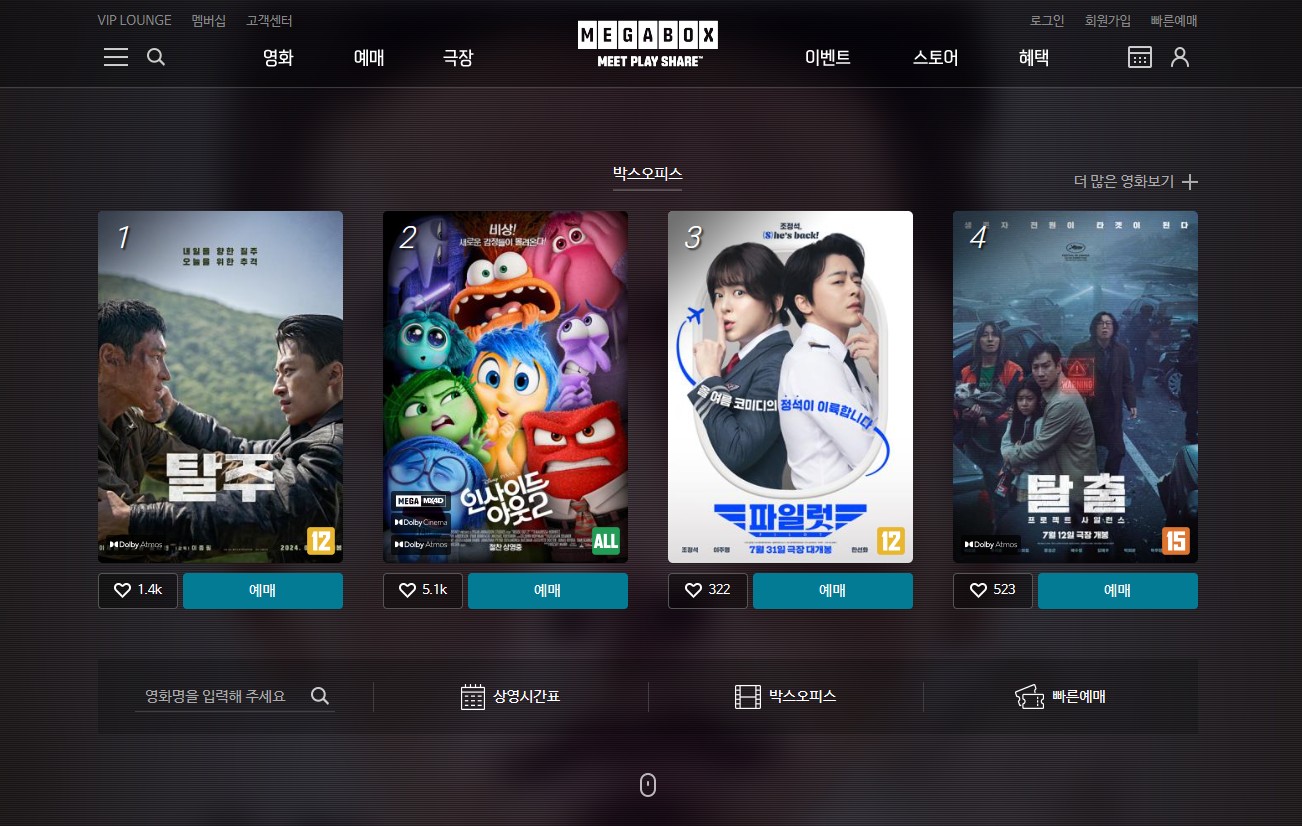 VIP LOUNGE 멤버십 고객센터
로그인 회원가입 빠른예매
MEGABOX
MEET PLAY SHARE™
영화 예매 극장
이벤트 스토어 혜택
박스오피스
더 많은 영화보기
1
내일을 향한 질주
오늘을 위한 추격
탈주
Dolby Atmos
12
2
비상!
새로운 감정들이 몰려온다!
인사이드
아웃2
MEGA MX4D
Dolby Cinema
Dolby Atmos
절찬 상영중
ALL
3
조정석,
(S)he's back!
올 여름 코미디의 정석이 이륙합니다
파일럿
조정석 이주명 한선화
7월 31일 극장 대개봉
12
4
생존자 전원이 타겟이 된다
WARNING
탈출
프로젝트 사일런스
7월 12일 극장 개봉
Dolby Atmos
15
1.4k 예매
5.1k 예매
322 예매
523 예매
영화명을 입력해 주세요
상영시간표
박스오피스
빠른예매